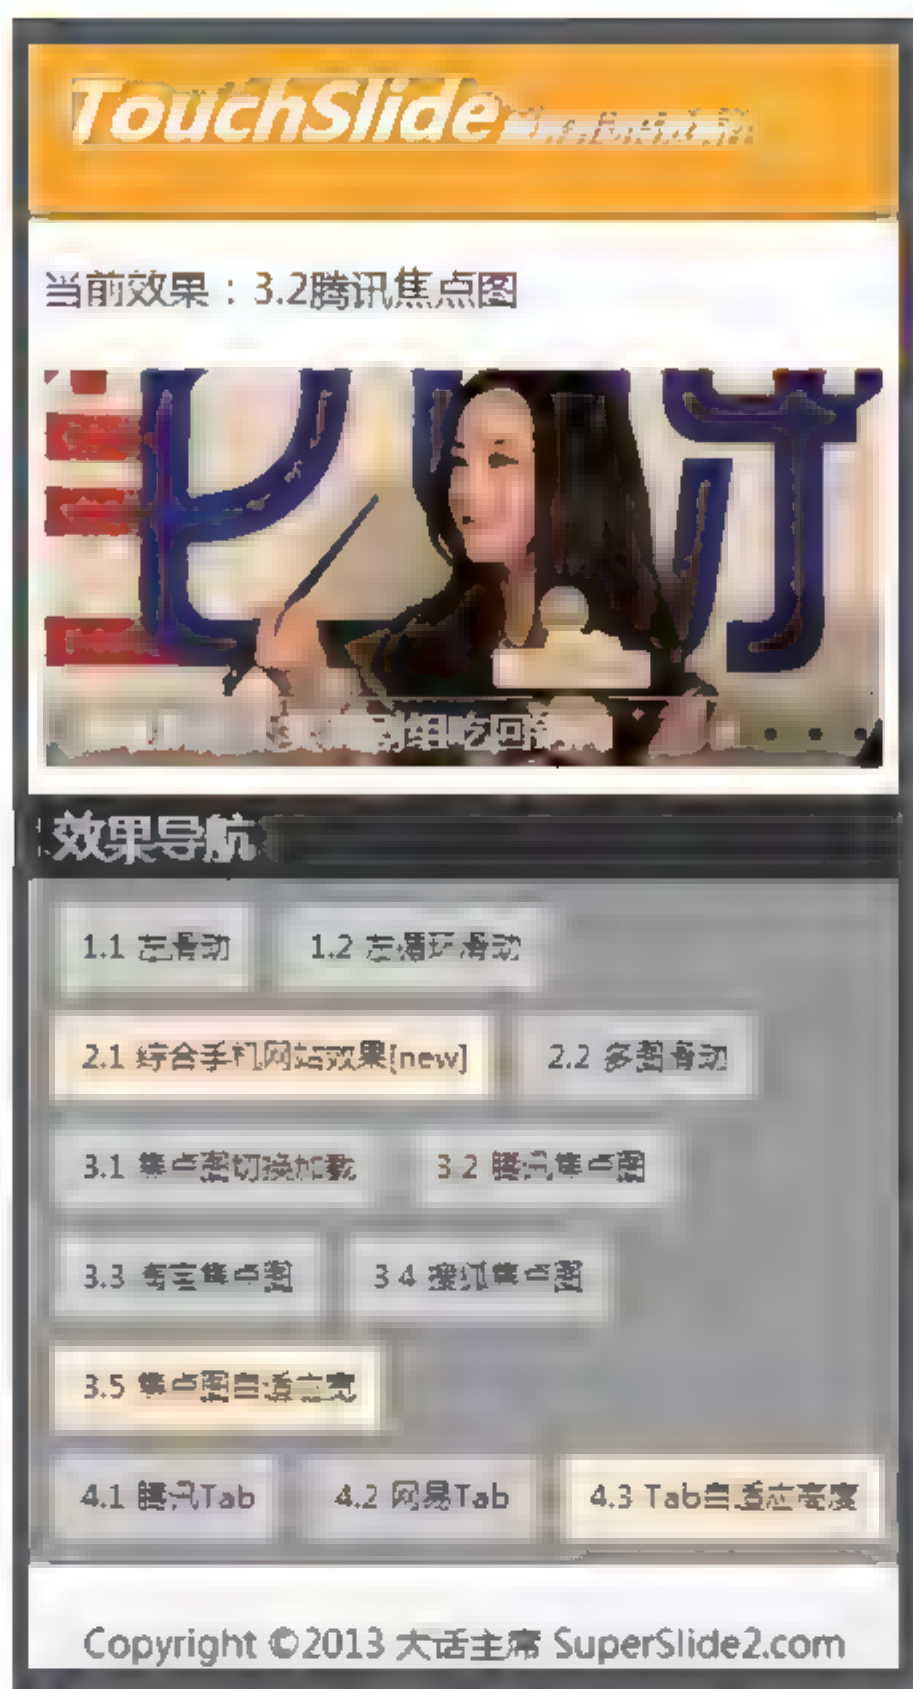 TouchSlide
当前效果：3.2腾讯焦点图
效果导航
1.1 左滑动
1.2 左循环滑动
2.1 综合手机网站效果[new]
2.2 多图滑动
3.1 焦点图切换加载
3.2 腾讯焦点图
3.3 淘宝焦点图
3.4 搜狐焦点图
3.5 焦点图自适应宽
4.1 腾讯Tab
4.2 网易Tab
4.3 Tab自适应高度
Copyright ©2013 大话主席 SuperSlide2.com